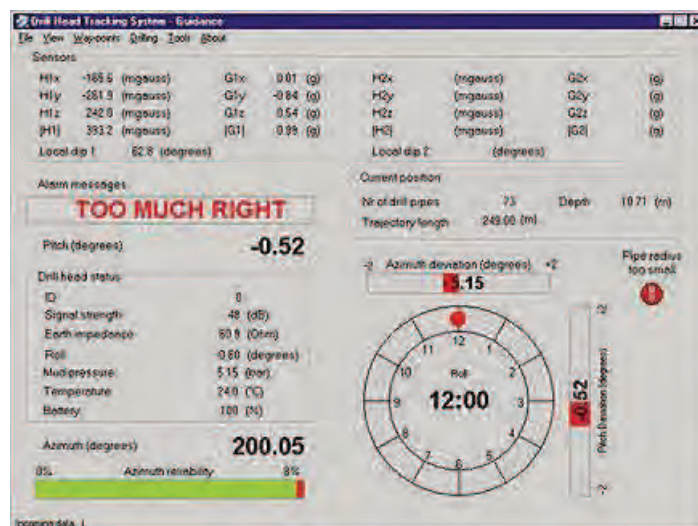 Drill Head Tracking System - Guidance
File View Way-points Drilling Tools About
Sensors
H1x -185.6 (mgauss) G1x 0.01 (g) H2x (mgauss) G2x (g)
H1y -261.9 (mgauss) G1y -0.84 (g) H2y (mgauss) G2y (g)
H1z 242.0 (mgauss) G1z 0.54 (g) H2z (mgauss) G2z (g)
|H1| 393.2 (mgauss) |G1| 0.99 (g) |H2| (mgauss) |G2| (g)
Local dip 1 62.8 (degrees) Local dip 2 (degrees)
Alarm messages
TOO MUCH RIGHT
Current position
Nr of drill pipes 73 Depth 10.71 (m)
Trajectory length 249.00 (m)
Pitch (degrees) -0.52
Drill head status
ID 0
Signal strength 48 (dB)
Earth impedance 60.9 (Ohm)
Roll -0.60 (degrees)
Mud pressure 5.15 (bar)
Temperature 24.0 (°C)
Battery 100 (%)
Azimuth (degrees) 200.05
0% Azimuth reliability 8%
-2 Azimuth deviation (degrees) +2
-5.15
Pipe radius
too small
12
11 1
10 2
9 3
8 4
7 5
6
Roll
12:00
+2
Pitch Deviation (degrees)
-0.52
-2
Incoming data